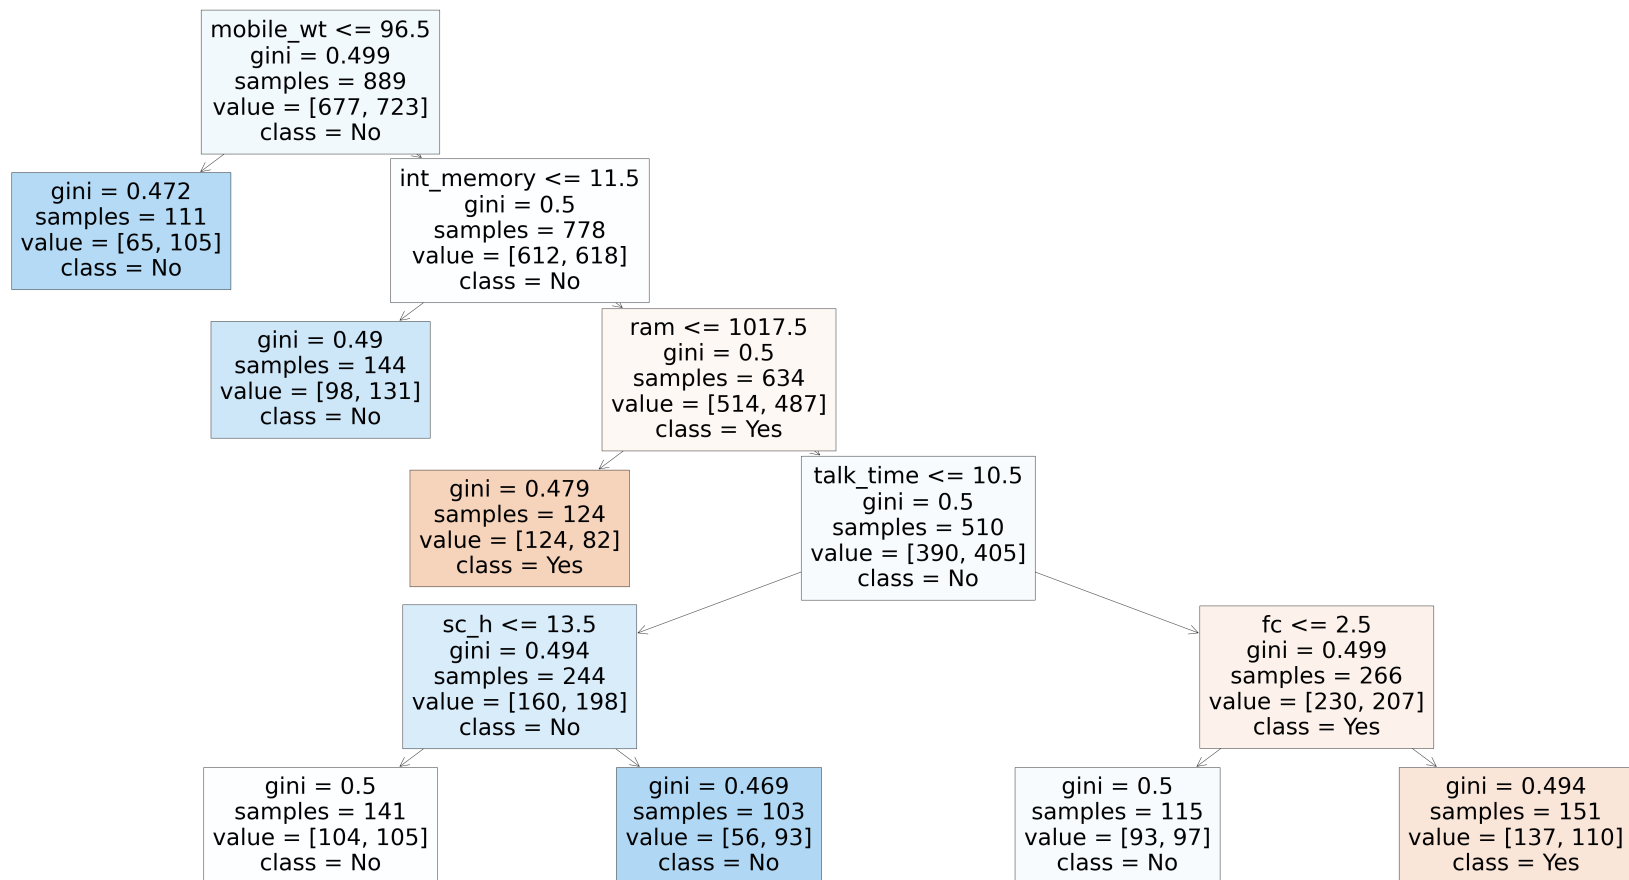 mobile_wt <= 96.5
gini = 0.499
samples = 889
value = [677, 723]
class = No
gini = 0.472
samples = 111
value = [65, 105]
class = No
int_memory <= 11.5
gini = 0.5
samples = 778
value = [612, 618]
class = No
gini = 0.49
samples = 144
value = [98, 131]
class = No
ram <= 1017.5
gini = 0.5
samples = 634
value = [514, 487]
class = Yes
gini = 0.479
samples = 124
value = [124, 82]
class = Yes
talk_time <= 10.5
gini = 0.5
samples = 510
value = [390, 405]
class = No
sc_h <= 13.5
gini = 0.494
samples = 244
value = [160, 198]
class = No
fc <= 2.5
gini = 0.499
samples = 266
value = [230, 207]
class = Yes
gini = 0.5
samples = 141
value = [104, 105]
class = No
gini = 0.469
samples = 103
value = [56, 93]
class = No
gini = 0.5
samples = 115
value = [93, 97]
class = No
gini = 0.494
samples = 151
value = [137, 110]
class = Yes